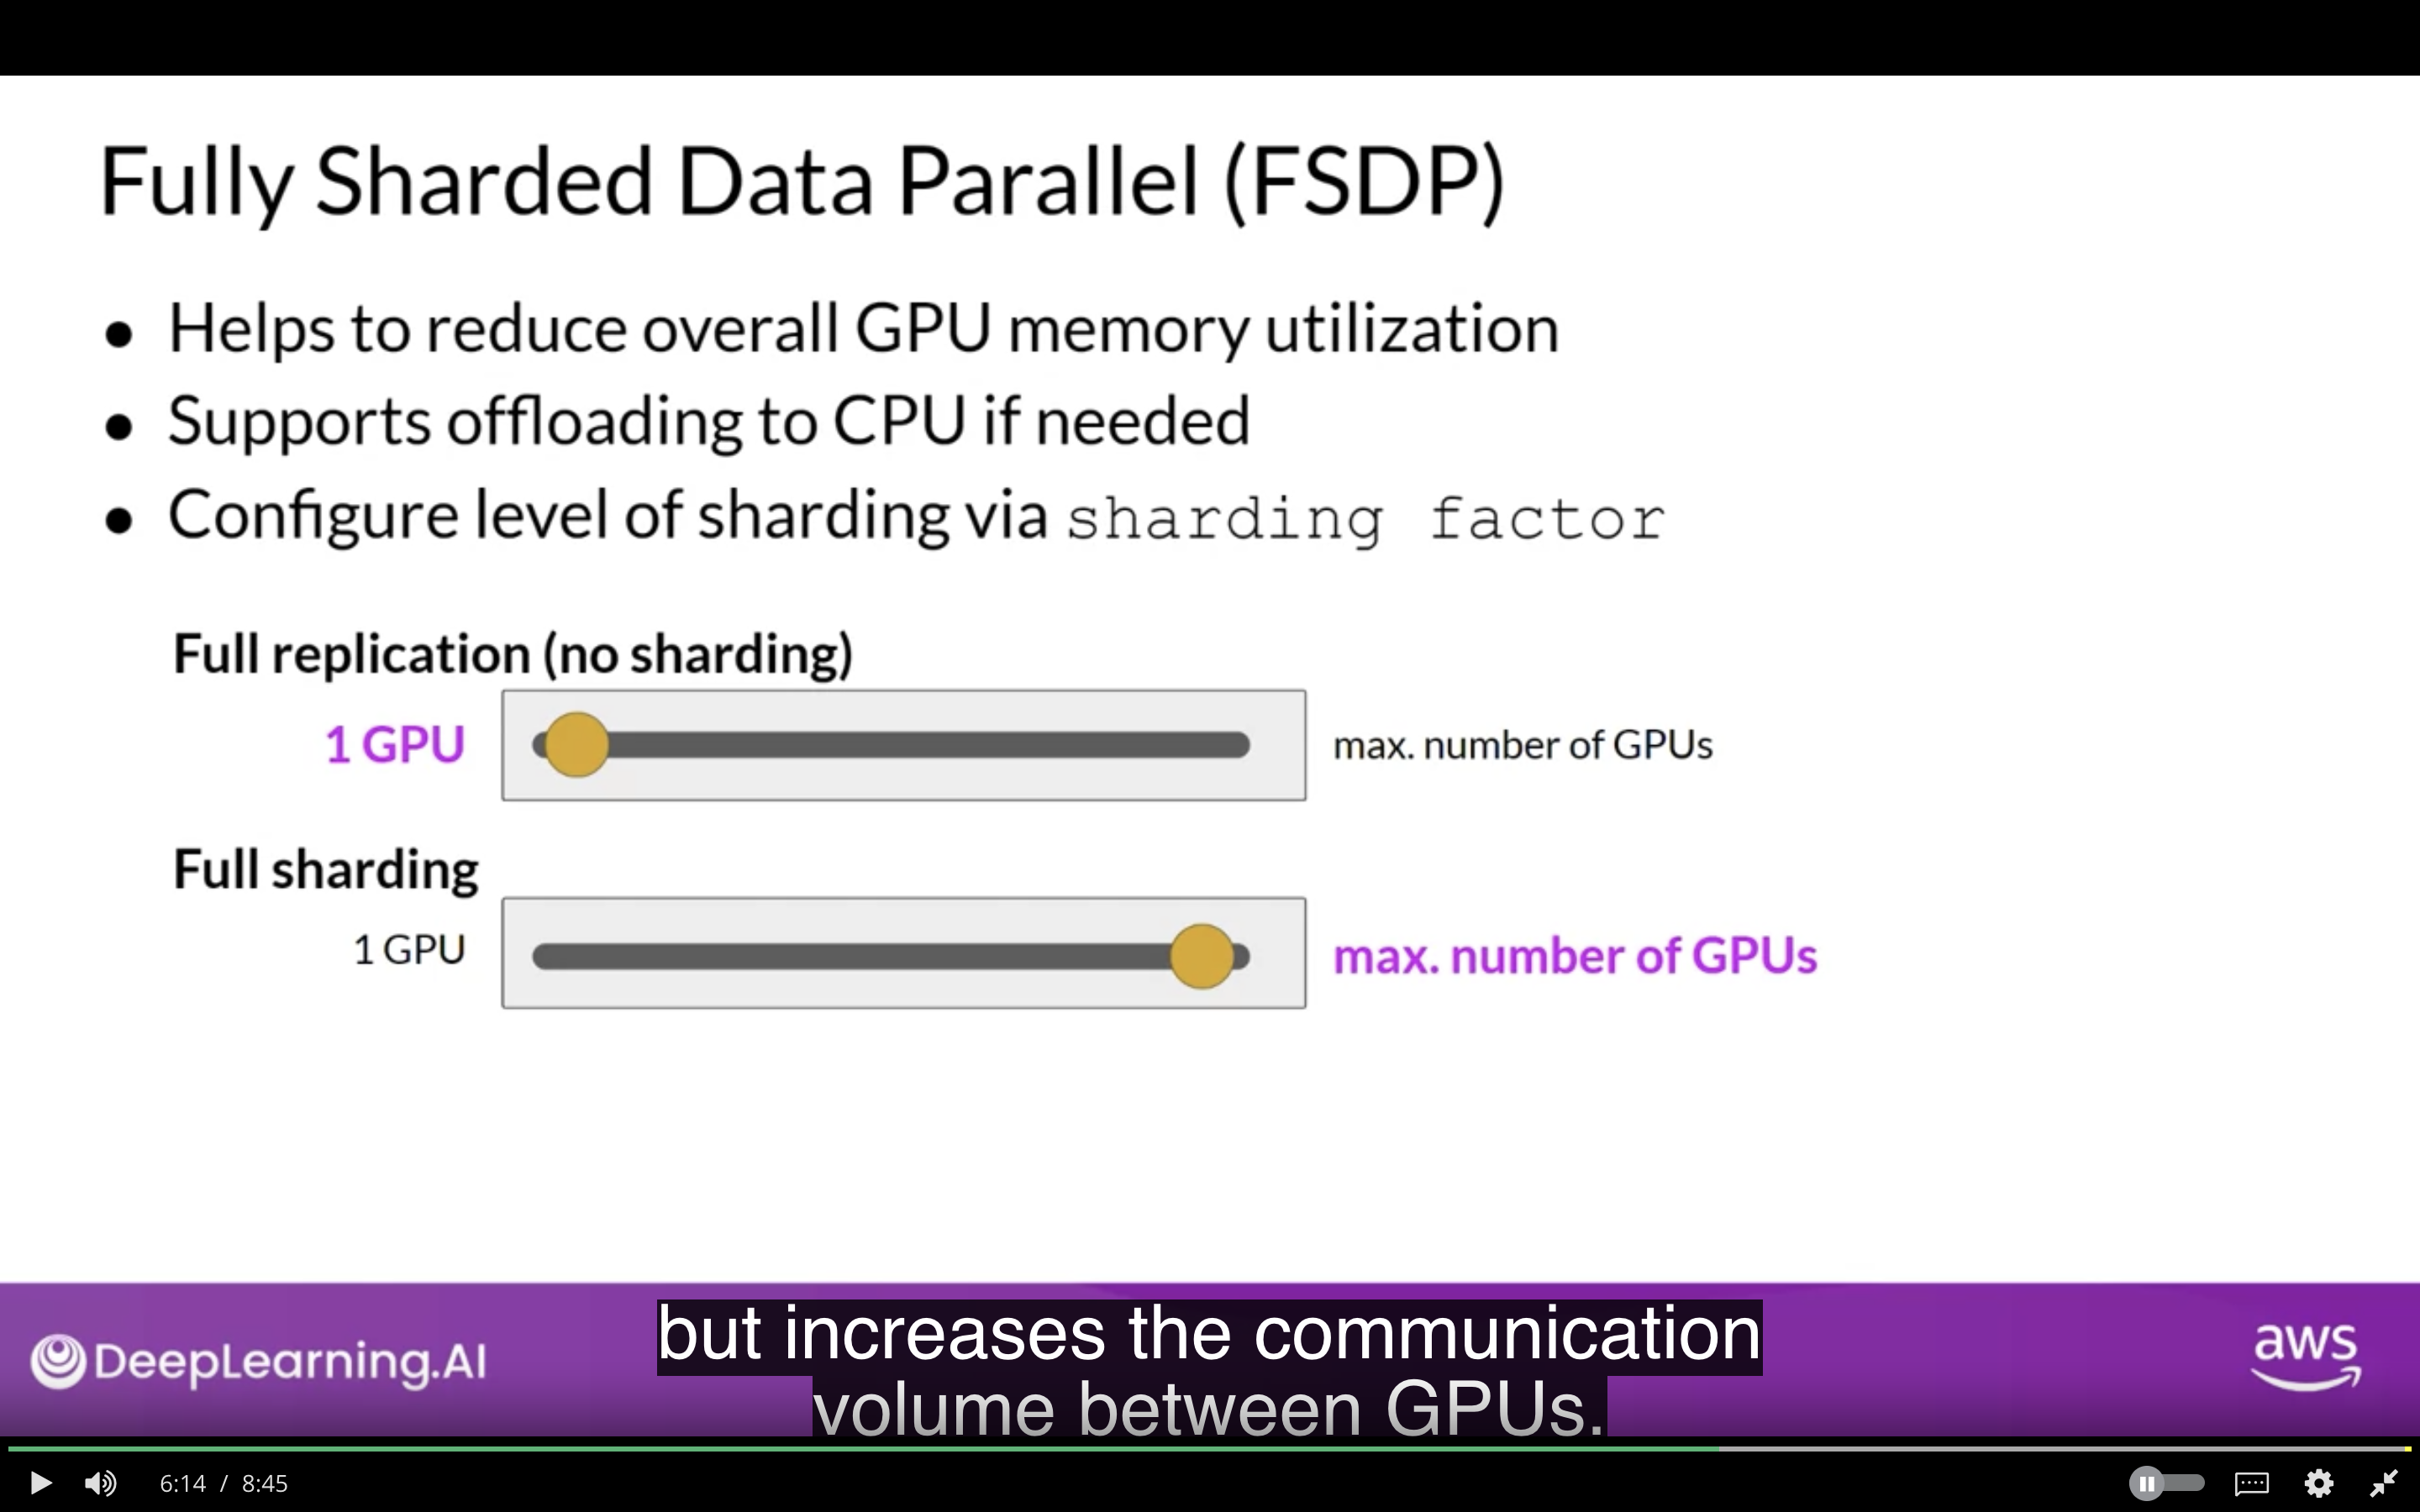 Fully Sharded Data Parallel (FSDP)
● Helps to reduce overall GPU memory utilization
● Supports offloading to CPU if needed
● Configure level of sharding via sharding factor
Full replication (no sharding)
1 GPU
max. number of GPUs
Full sharding
1 GPU
max. number of GPUs
DeepLearning.AI
but increases the communication
volume between GPUs.
aws
6:14 / 8:45